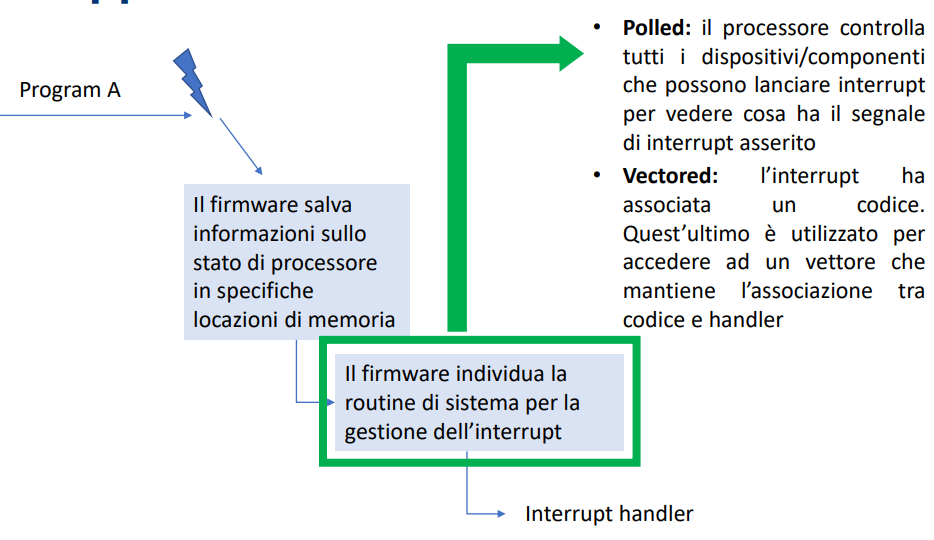 Program A
Il firmware salva
informazioni sullo
stato di processore
in specifiche
locazioni di memoria
Il firmware individua la
routine di sistema per la
gestione dell'interrupt
Interrupt handler
• Polled: il processore controlla
tutti i dispositivi/componenti
che possono lanciare interrupt
per vedere cosa ha il segnale
di interrupt asserito
• Vectored: l'interrupt ha
associata un codice.
Quest'ultimo è utilizzato per
accedere ad un vettore che
mantiene l'associazione tra
codice e handler